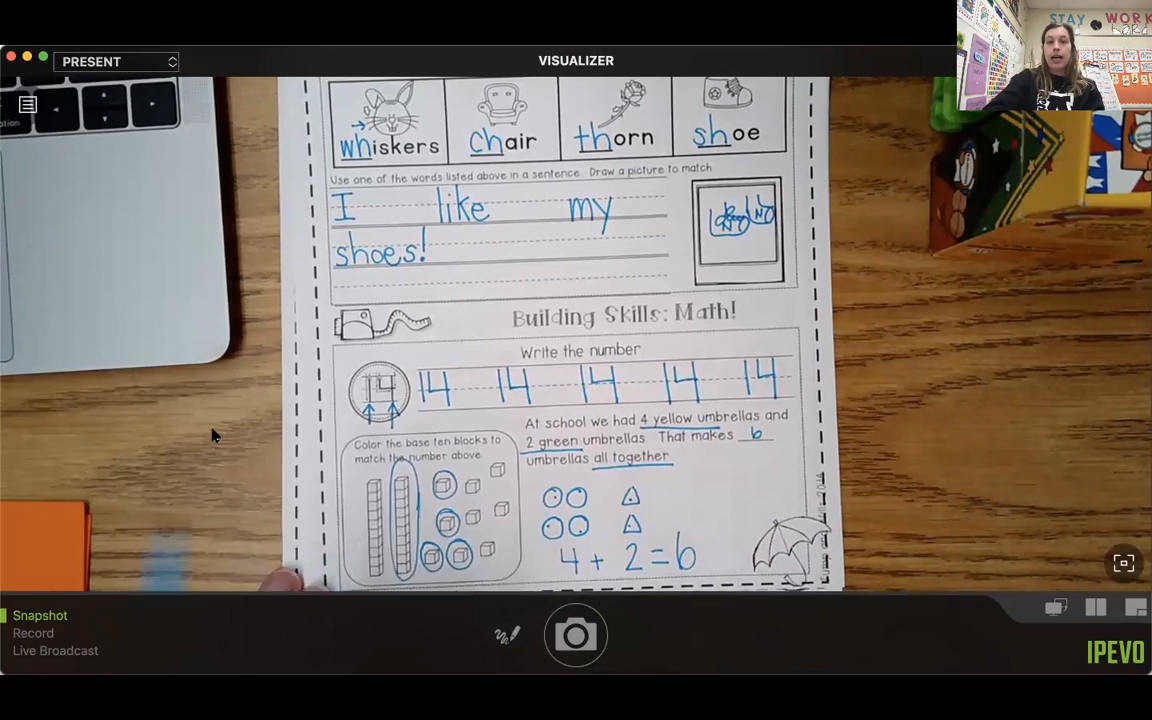 STAY WORK
PRESENT
VISUALIZER
whiskers chair thorn shoe
Use one of the words listed above in a sentence. Draw a picture to match
I like my
shoes!
Building Skills: Math!
Write the number
14 14 14 14 14 14
At school we had 4 yellow umbrellas and
2 green umbrellas That makes 6
umbrellas all together
Color the base ten blocks to
match the number above
4 + 2 = 6
Snapshot
Record
Live Broadcast
IPEVO